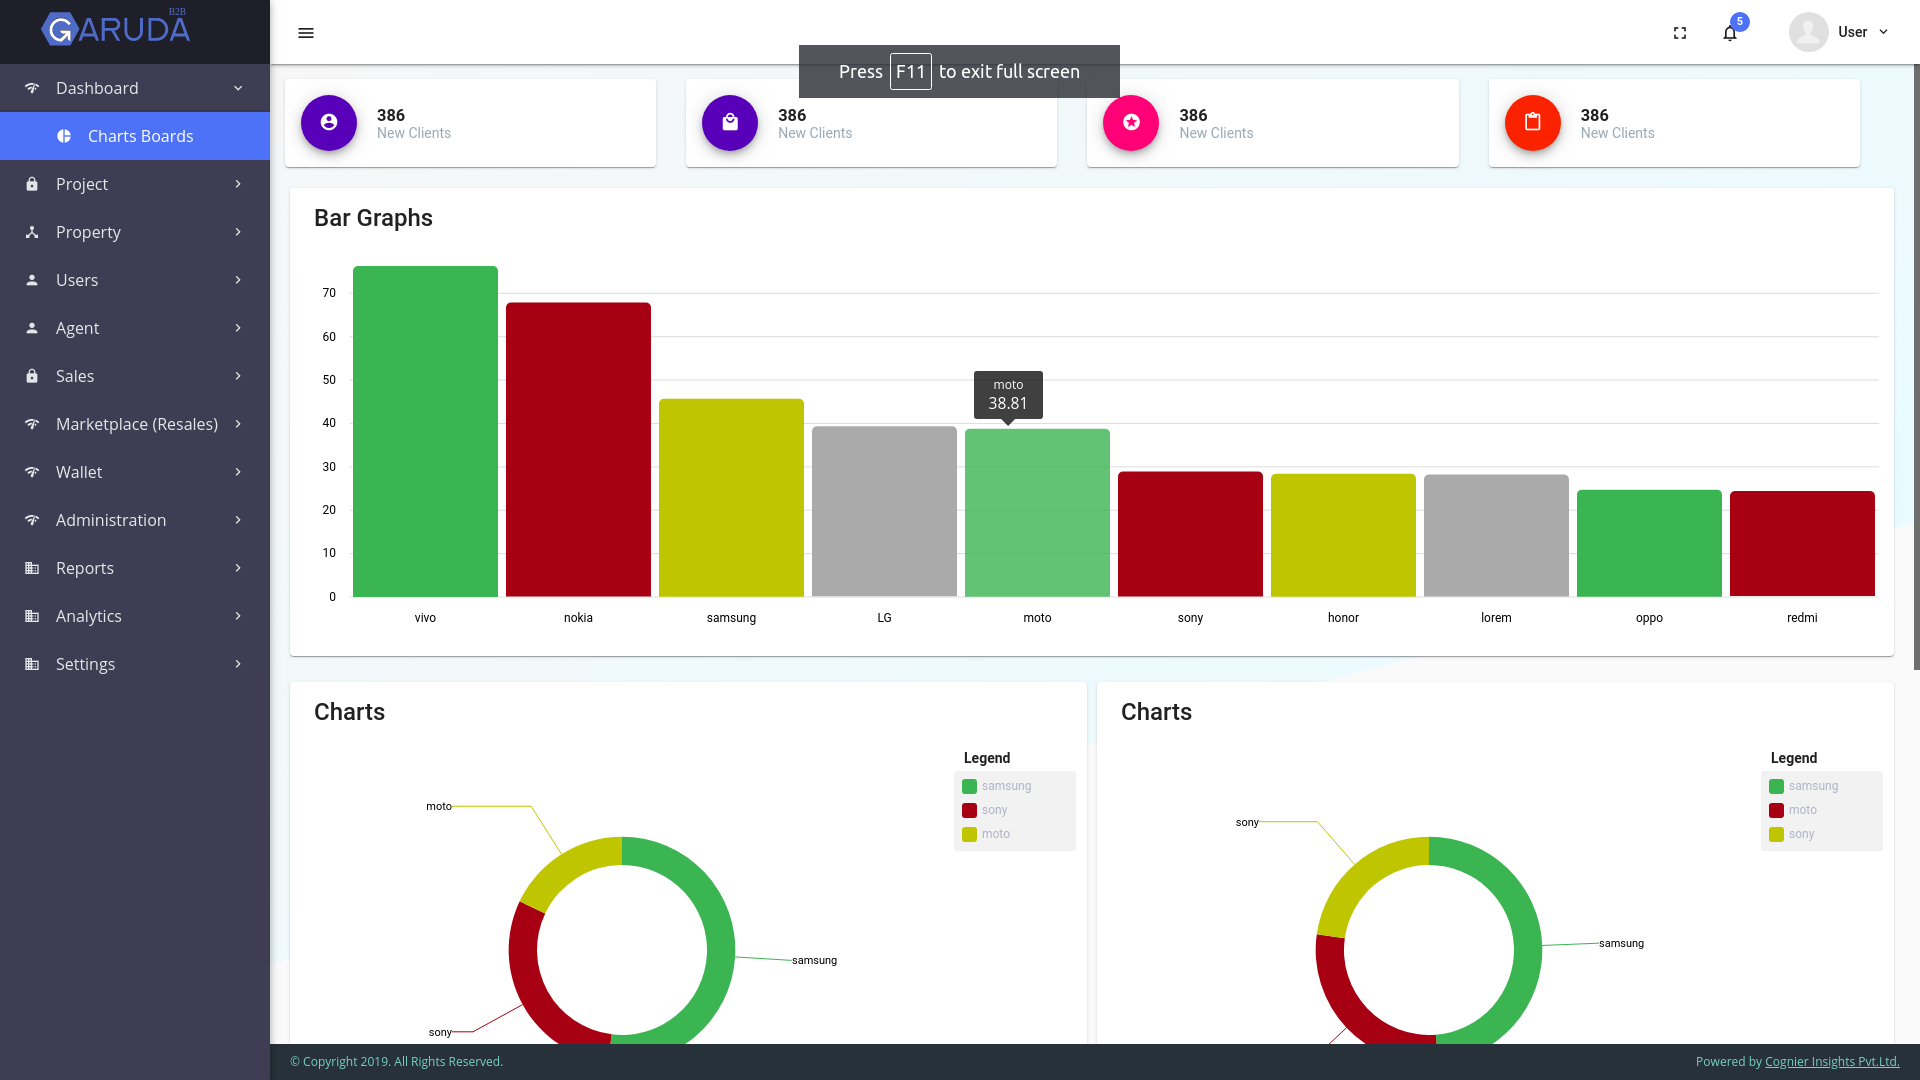 GARUDA B2B
5
User
Press F11 to exit full screen
Dashboard
Charts Boards
Project
Property
Users
Agent
Sales
Marketplace (Resales)
Wallet
Administration
Reports
Analytics
Settings
386
New Clients
386
New Clients
386
New Clients
386
New Clients
Bar Graphs
70
60
50
40
30
20
10
0
moto
38.81
vivo nokia samsung LG moto sony honor lorem oppo redmi
Charts
Legend
samsung
sony
moto
moto
samsung
sony
Charts
Legend
samsung
moto
sony
sony
samsung
© Copyright 2019. All Rights Reserved.
Powered by Cognier Insights Pvt.Ltd.